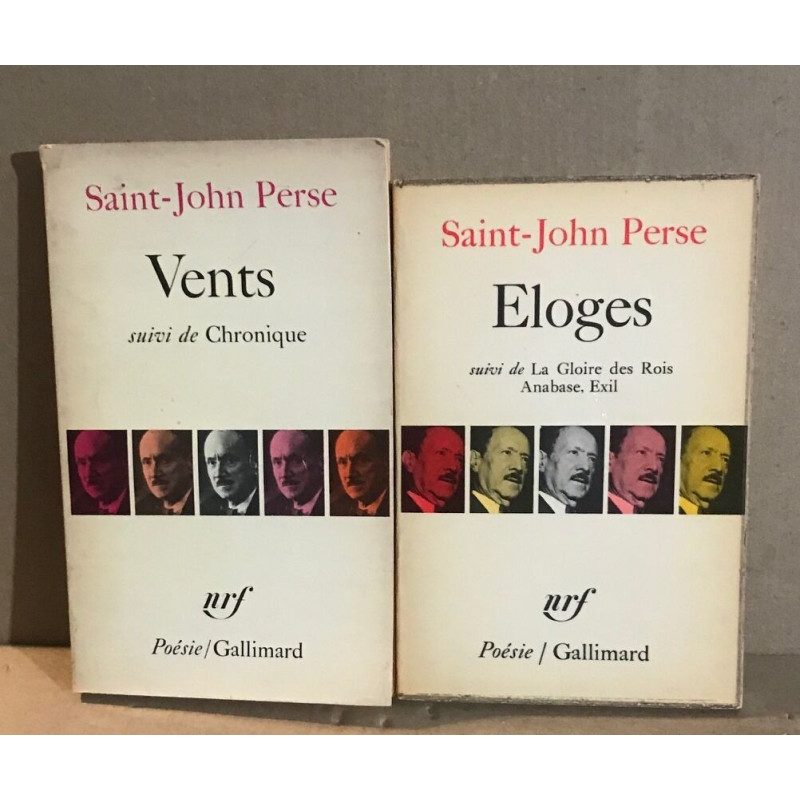 Saint-John Perse
Vents
suivi de Chronique
nrf
Poésie/Gallimard
Saint-John Perse
Eloges
suivi de La Gloire des Rois
Anabase, Exil
nrf
Poésie / Gallimard